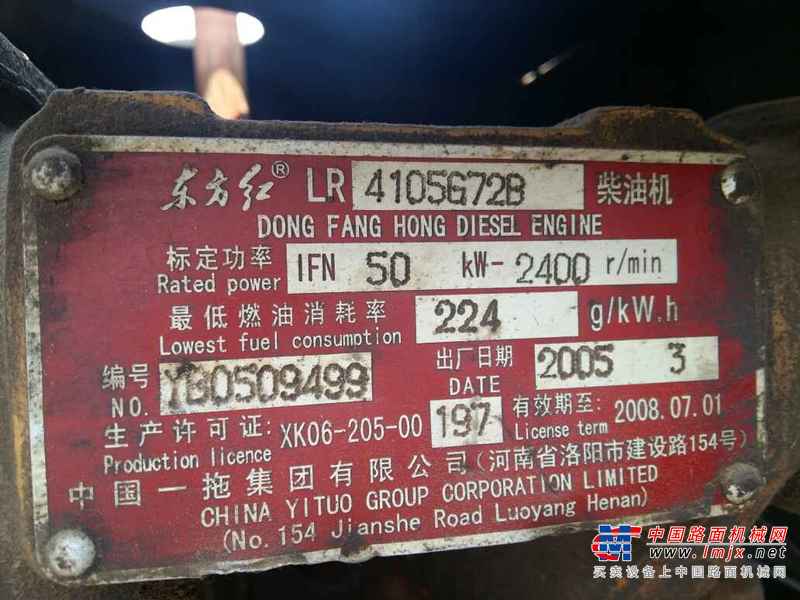 东方红® LR 4105G72B 柴油机
DONG FANG HONG DIESEL ENGINE
标定功率 IFN 50 kW- 2400 r/min
Rated power
最低燃油消耗率 224 g/kW.h
Lowest fuel consumption
编号 YB0509499 出厂日期 2005 3
NO. DATE
生产许可证: XK06-205-00 197 有效期至: 2008.07.01
Production licence License term
中国一拖集团有限公司(河南省洛阳市建设路154号)
CHINA YITUO GROUP CORPORATION LIMITED
(No. 154 Jianshe Road Luoyang Henan)
中国路面机械网
www.lmjx.net
买卖设备上中国路面机械网